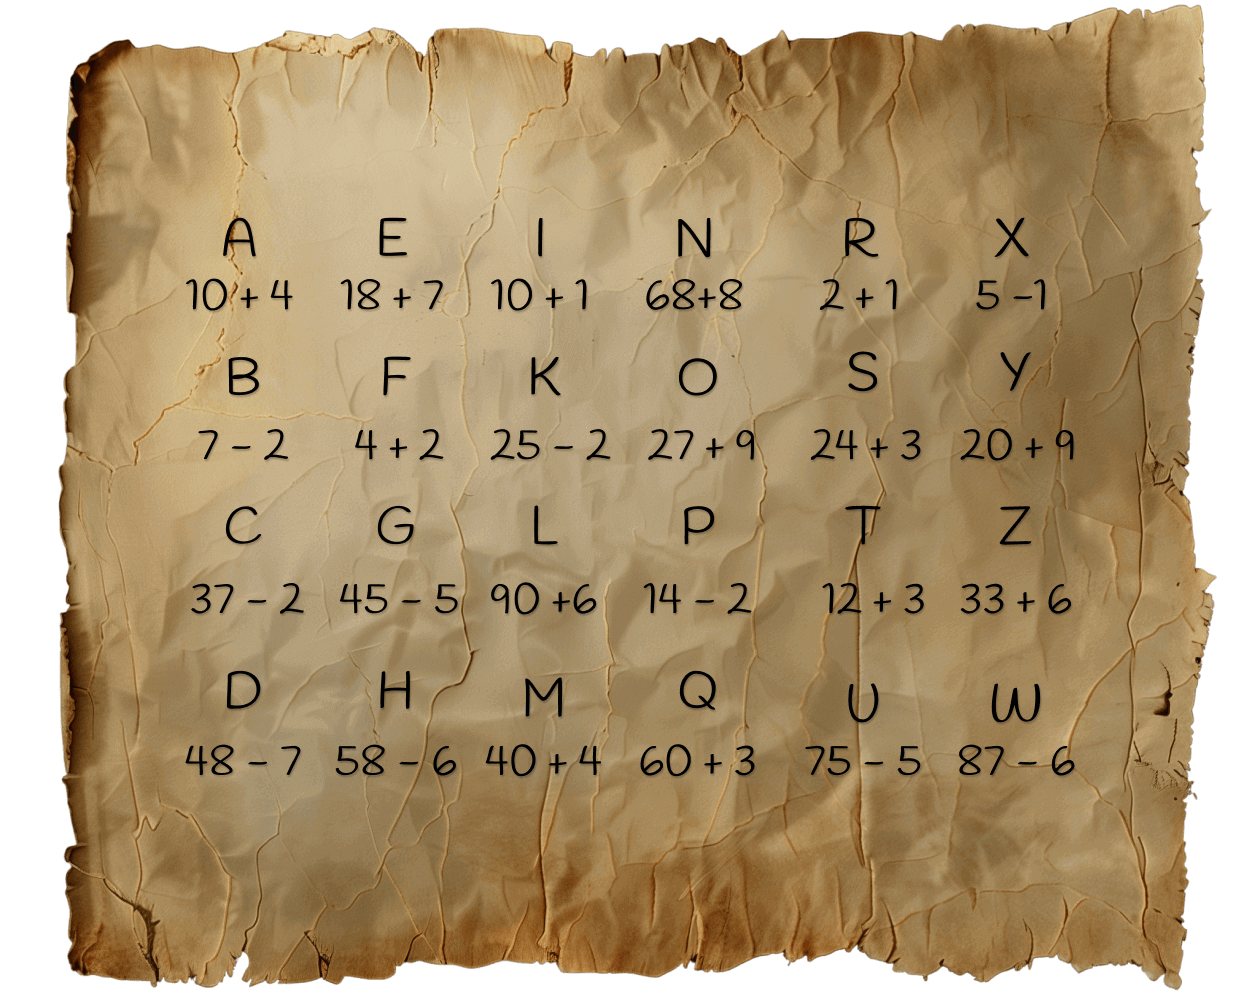 A E I N R X
10 + 4 18 + 7 10 + 1 68+8 2 + 1 5 -1
B F K O S Y
7 - 2 4 + 2 25 - 2 27 + 9 24 + 3 20 + 9
C G L P T Z
37 - 2 45 - 5 90 +6 14 - 2 12 + 3 33 + 6
D H M Q U W
48 - 7 58 - 6 40 + 4 60 + 3 75 - 5 87 - 6